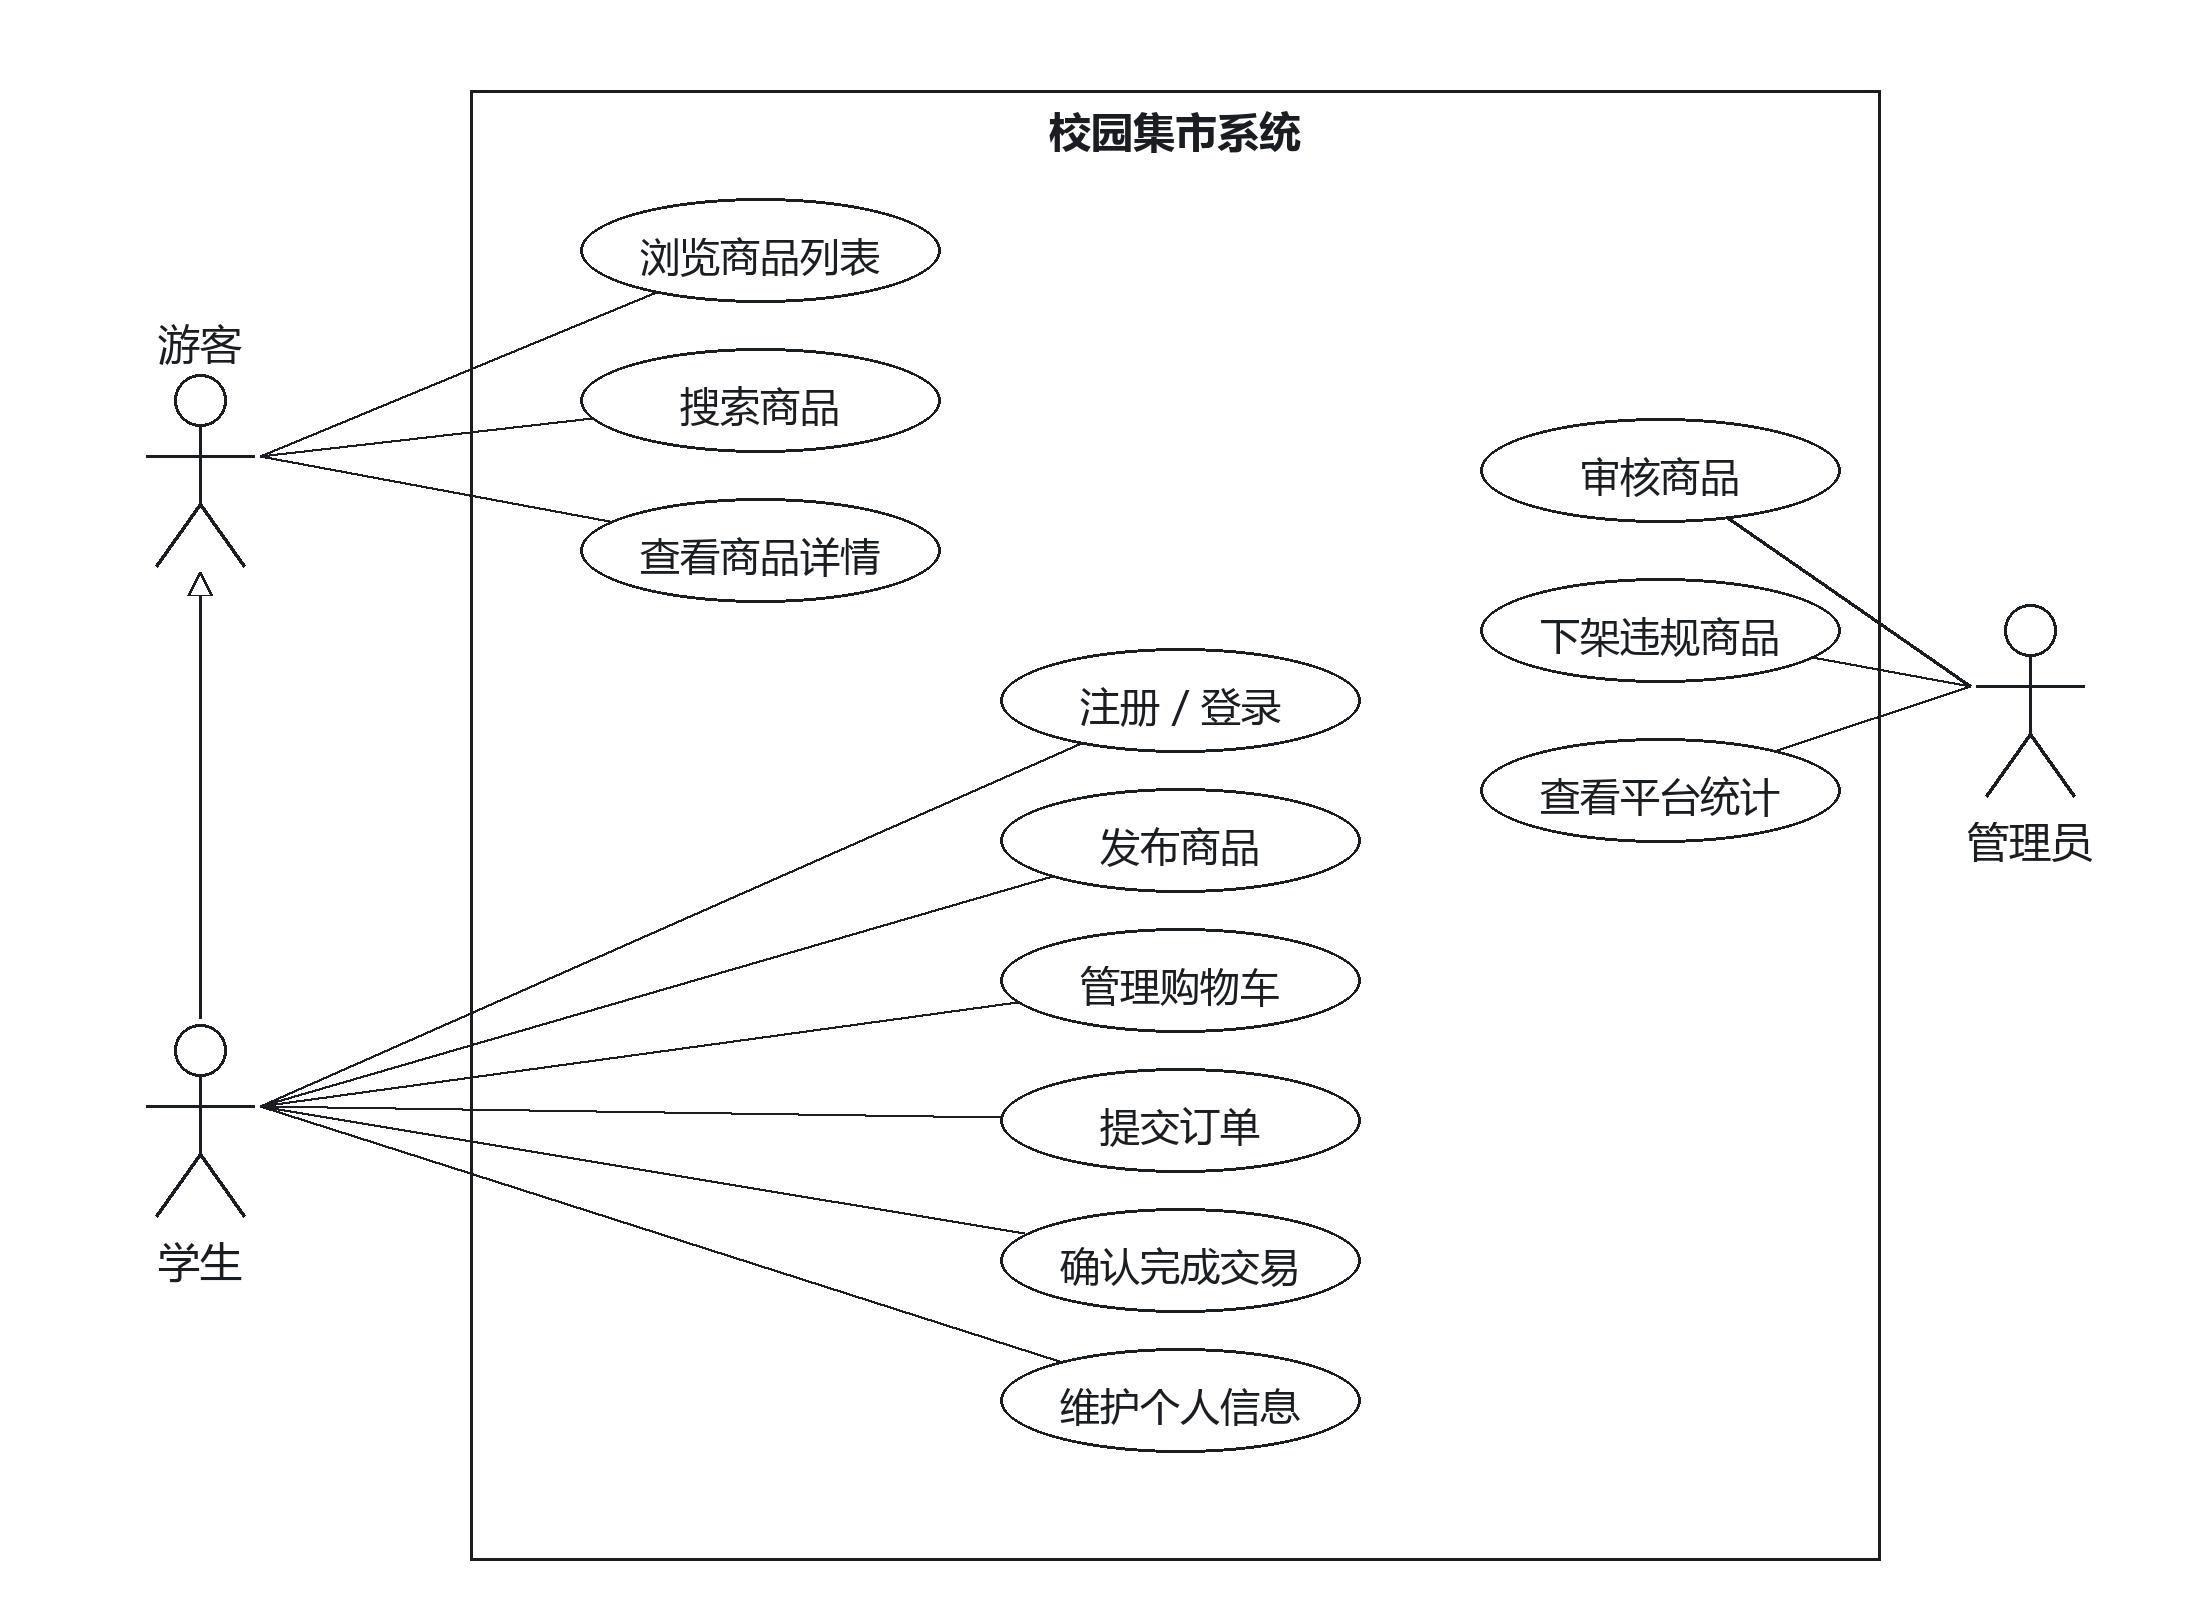 校园集市系统
浏览商品列表
游客
搜索商品
审核商品
查看商品详情
下架违规商品
注册 / 登录
查看平台统计
管理员
发布商品
管理购物车
提交订单
学生
确认完成交易
维护个人信息